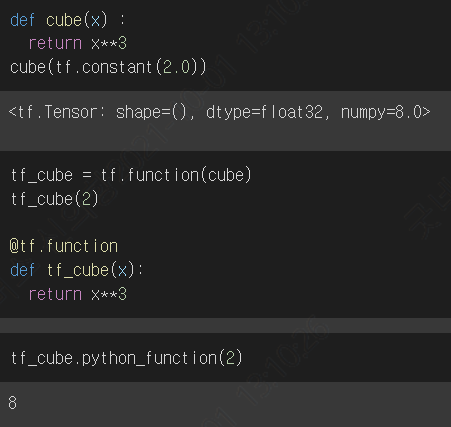 def cube(x) :
  return x**3
cube(tf.constant(2.0))
<tf.Tensor: shape=(), dtype=float32, numpy=8.0>
tf_cube = tf.function(cube)
tf_cube(2)
@tf.function
def tf_cube(x):
  return x**3
tf_cube.python_function(2)
8